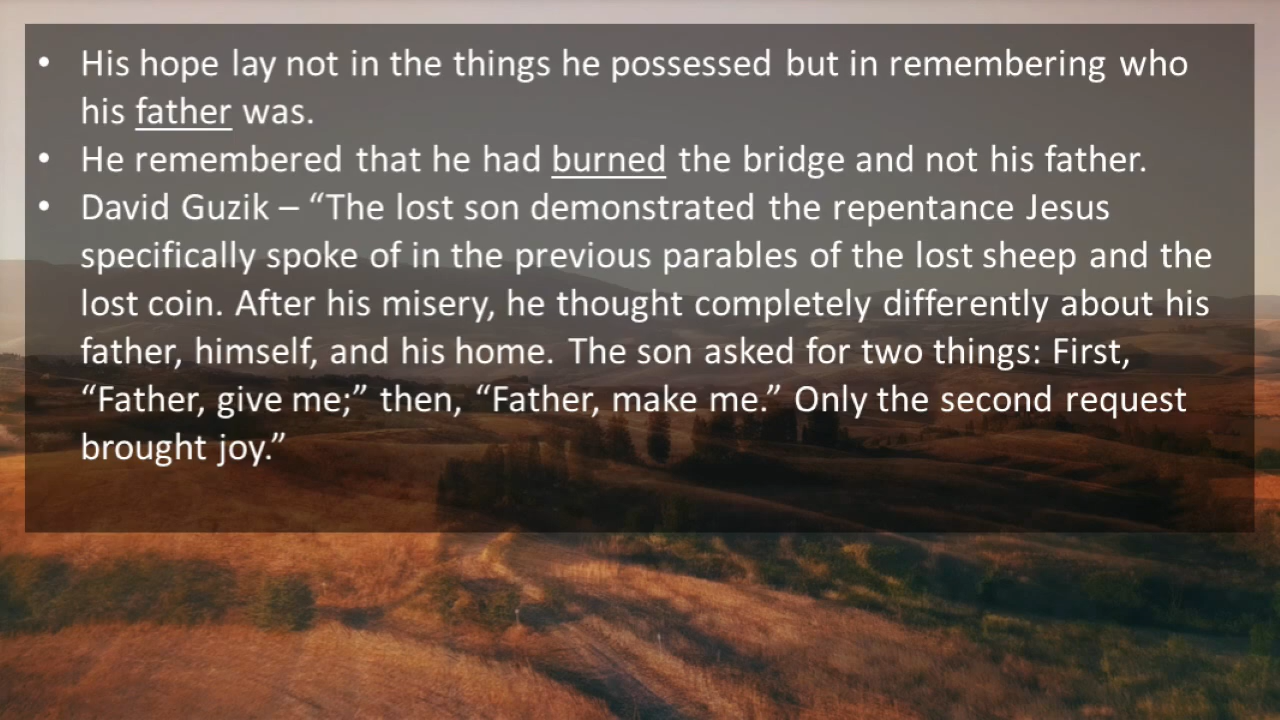 • His hope lay not in the things he possessed but in remembering who
his father was.
• He remembered that he had burned the bridge and not his father.
• David Guzik – “The lost son demonstrated the repentance Jesus
specifically spoke of in the previous parables of the lost sheep and the
lost coin. After his misery, he thought completely differently about his
father, himself, and his home. The son asked for two things: First,
“Father, give me;” then, “Father, make me.” Only the second request
brought joy.”